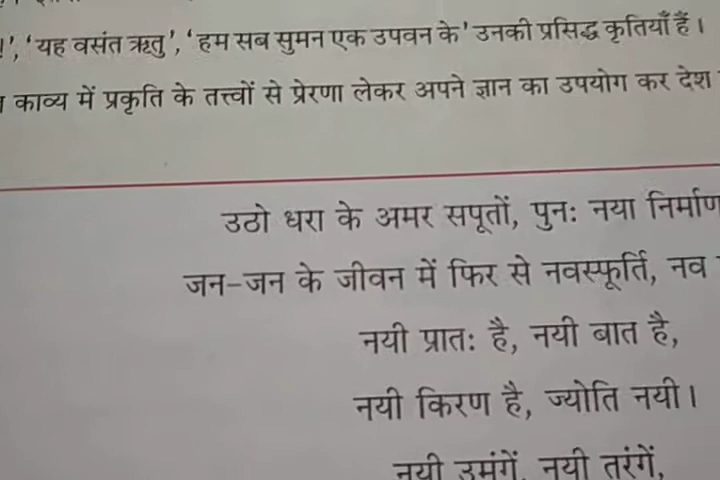 !', 'यह वसंत ऋतु', 'हम सब सुमन एक उपवन के' उनकी प्रसिद्ध कृतियाँ हैं।
काव्य में प्रकृति के तत्त्वों से प्रेरणा लेकर अपने ज्ञान का उपयोग कर देश
उठो धरा के अमर सपूतों, पुनः नया निर्माण
जन-जन के जीवन में फिर से नवस्फूर्ति, नव
नयी प्रातः है, नयी बात है,
नयी किरण है, ज्योति नयी।
नयी उमंगें, नयी तरंगें,